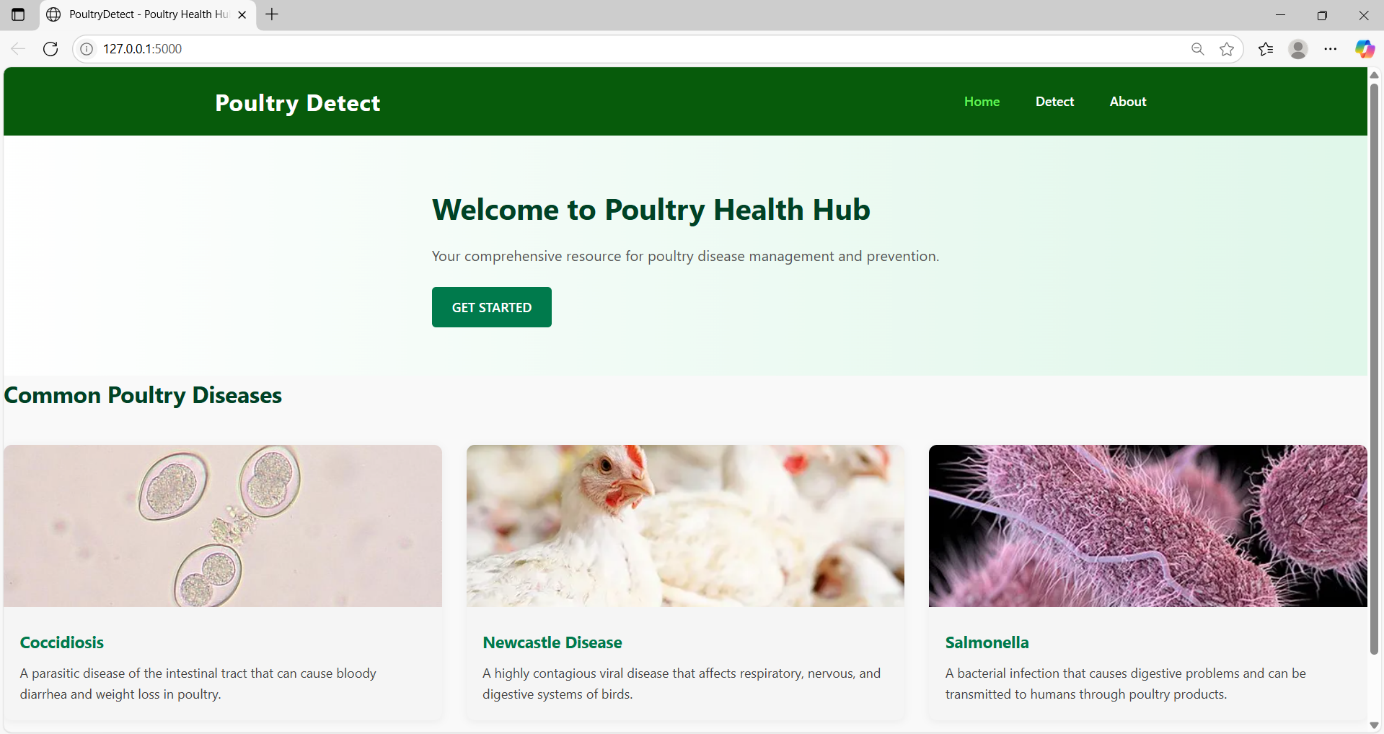 PoultryDetect - Poultry Health Hu
127.0.0.1:5000
Poultry Detect
Home
Detect
About
Welcome to Poultry Health Hub
Your comprehensive resource for poultry disease management and prevention.
GET STARTED
Common Poultry Diseases
Coccidiosis
A parasitic disease of the intestinal tract that can cause bloody
diarrhea and weight loss in poultry.
Newcastle Disease
A highly contagious viral disease that affects respiratory, nervous, and
digestive systems of birds.
Salmonella
A bacterial infection that causes digestive problems and can be
transmitted to humans through poultry products.